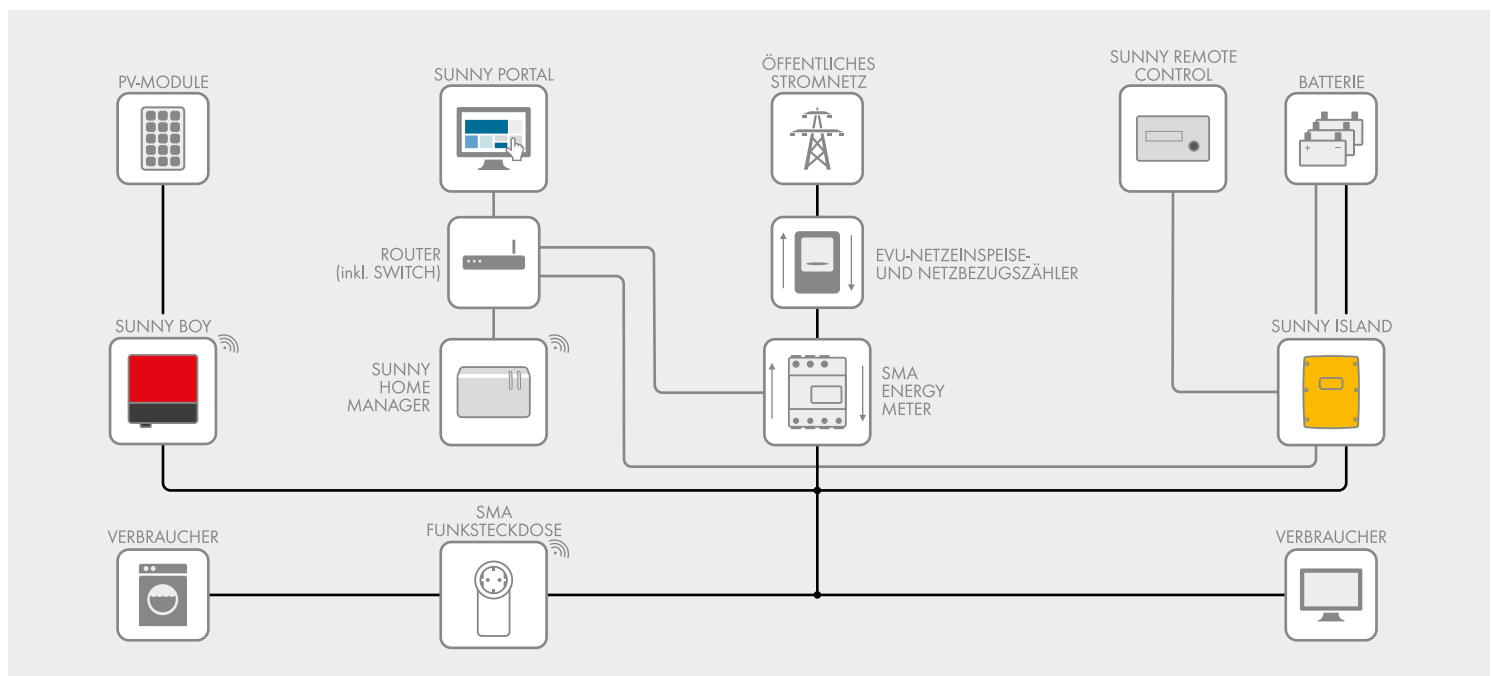 PV-MODULE
SUNNY PORTAL
ÖFFENTLICHES
STROMNETZ
SUNNY REMOTE
CONTROL
BATTERIE
+ −
ROUTER
(inkl. SWITCH)
EVU-NETZEINSPEISE-
UND NETZBEZUGSZÄHLER
SUNNY BOY
SUNNY
HOME
MANAGER
SMA
ENERGY
METER
SUNNY ISLAND
VERBRAUCHER
SMA
FUNKSTECKDOSE
VERBRAUCHER